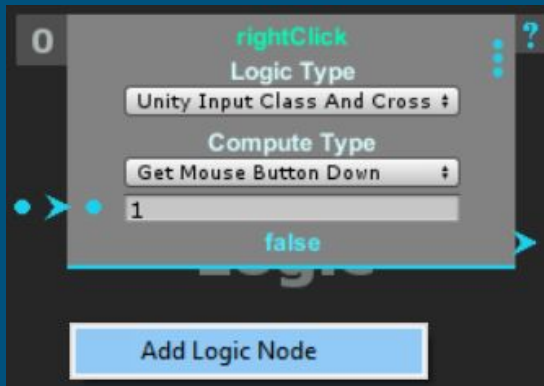 0
rightClick
?
Logic Type
Unity Input Class And Cross
Compute Type
Get Mouse Button Down
1
false
Logic
Add Logic Node